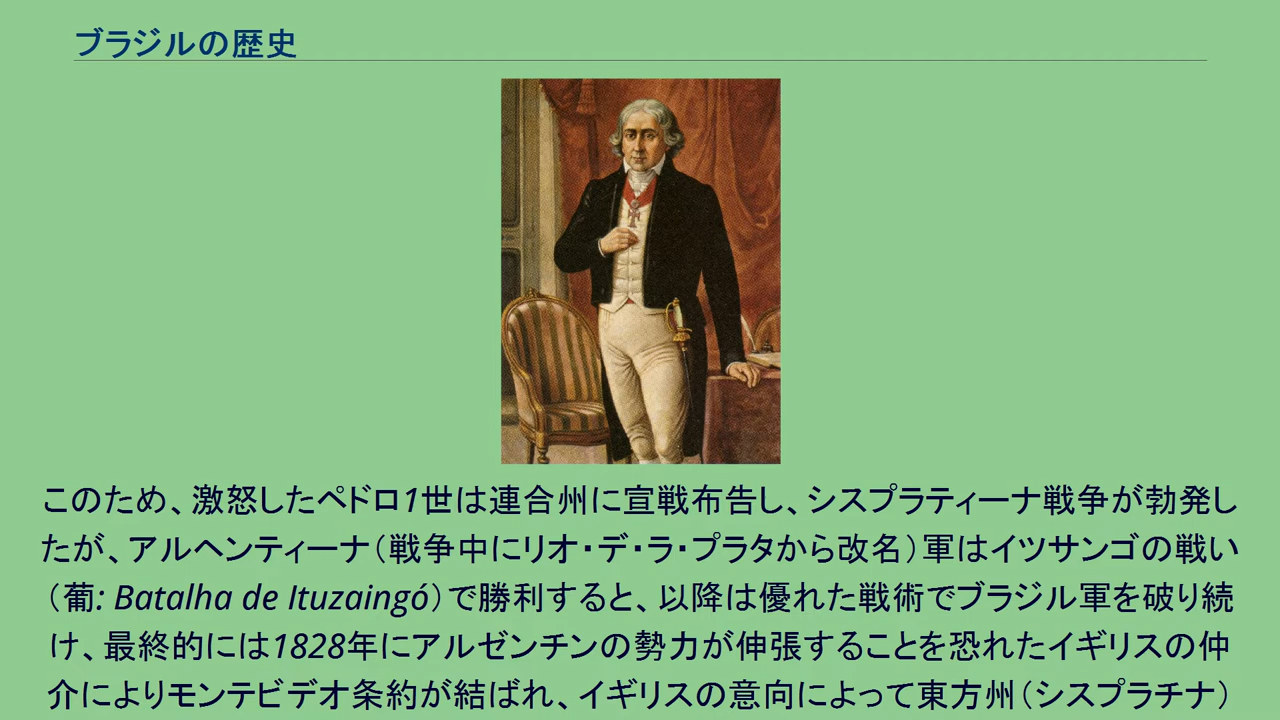 ブラジルの歴史
このため、激怒したペドロ1世は連合州に宣戦布告し、シスプラティーナ戦争が勃発し
たが、アルヘンティーナ（戦争中にリオ・デ・ラ・プラタから改名）軍はイツサンゴの戦い
（葡: Batalha de Ituzaingó）で勝利すると、以降は優れた戦術でブラジル軍を破り続
け、最終的には1828年にアルゼンチンの勢力が伸張することを恐れたイギリスの仲
介によりモンテビデオ条約が結ばれ、イギリスの意向によって東方州（シスプラチナ）